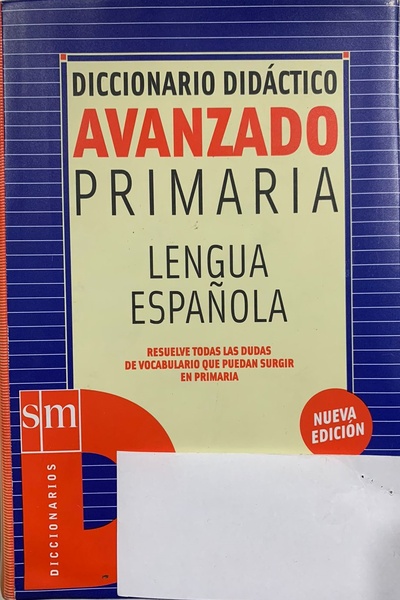 DICCIONARIO DIDÁCTICO
AVANZADO
PRIMARIA
LENGUA
ESPAÑOLA
RESUELVE TODAS LAS DUDAS
DE VOCABULARIO QUE PUEDAN SURGIR
EN PRIMARIA
sm
NUEVA
EDICIÓN
DICCIONARIOS